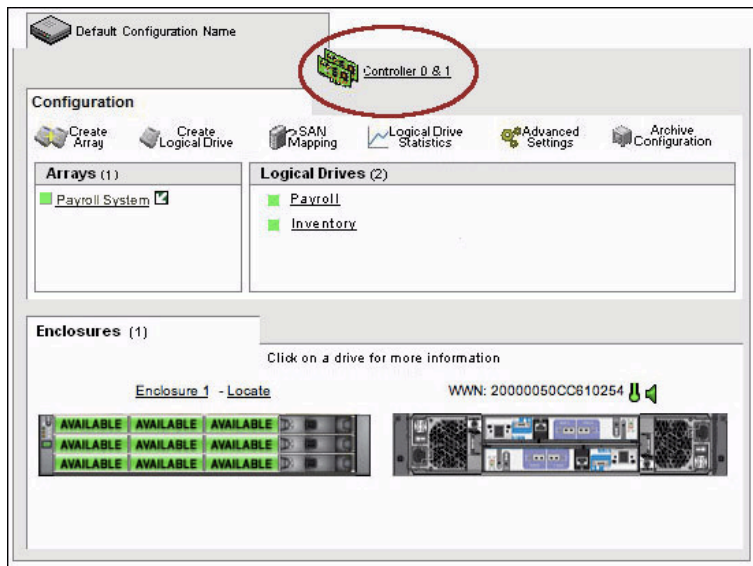 Default Configuration Name
Controller 0 & 1
Configuration
Create Array
Create Logical Drive
SAN Mapping
Logical Drive Statistics
Advanced Settings
Archive Configuration
Arrays (1)
Logical Drives (2)
Payroll System
Payroll
Inventory
Enclosures (1)
Click on a drive for more information
Enclosure 1 - Locate
WWN: 20000050CC610254
AVAILABLE AVAILABLE AVAILABLE
AVAILABLE AVAILABLE AVAILABLE
AVAILABLE AVAILABLE AVAILABLE